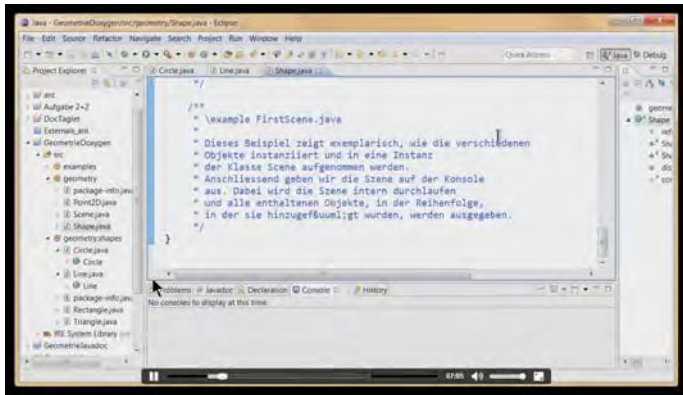 Java - GeometrieDoxygen/src/geometry/Shape.java - Eclipse
File Edit Source Refactor Navigate Search Project Run Window Help
Quick Access
Java
Debug
Project Explorer
Circle.java
Line.java
Shape.java
ant
Aufgabe 2+2
DocTaglet
Externals_ant
GeometrieDoxygen
src
examples
geometry
package-info.jav
Point2D.java
Scene.java
Shape.java
geometry.shapes
Circle.java
Circle
Line.java
Line
package-info.jav
Rectangle.java
Triangle.java
JRE System Library
GeometrieJavadoc
*/
/**
* \example FirstScene.java
*
* Dieses Beispiel zeigt exemplarisch, wie die verschiedenen
* Objekte instanziiert und in eine Instanz
* der Klasse Scene aufgenommen werden.
* Anschliessend geben wir die Szene auf der Konsole
* aus. Dabei wird die Szene intern durchlaufen
* und alle enthaltenen Objekte, in der Reihenfolge,
* in der sie hinzugef&uuml;gt wurden, werden ausgegeben.
*/
}
geome
Shape
Problems @ Javadoc Declaration Console History
No consoles to display at this time.
07:05